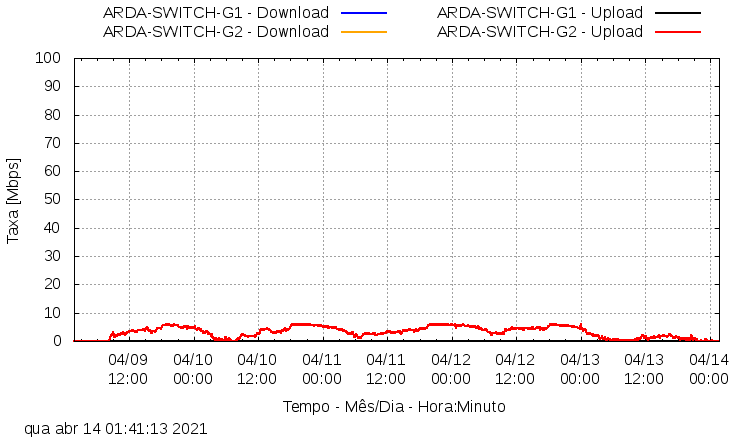 ARDA-SWITCH-G1 - Download
ARDA-SWITCH-G1 - Upload
ARDA-SWITCH-G2 - Download
ARDA-SWITCH-G2 - Upload
100
90
80
70
60
50
40
30
20
10
0
Taxa [Mbps]
04/09 04/10 04/10 04/11 04/11 04/12 04/12 04/13 04/13 04/14
12:00 00:00 12:00 00:00 12:00 00:00 12:00 00:00 12:00 00:00
Tempo - Mês/Dia - Hora:Minuto
qua abr 14 01:41:13 2021